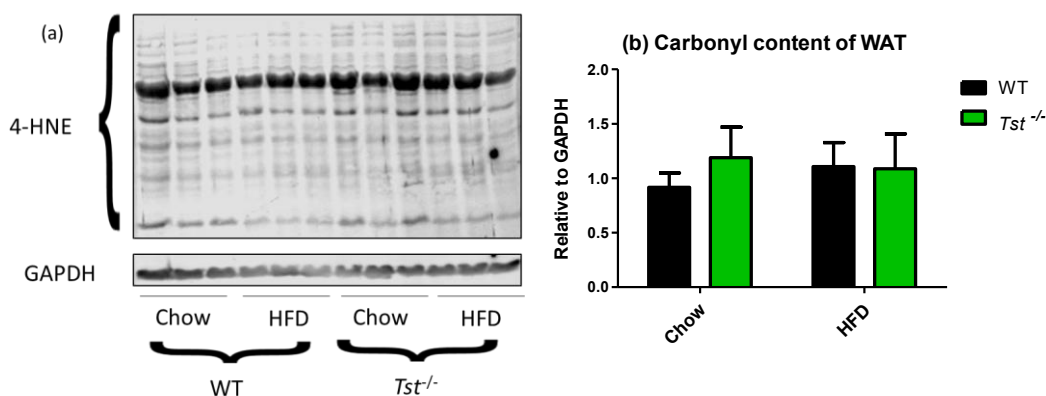 (a)
4-HNE
GAPDH
Chow HFD Chow HFD
WT Tst-/-
(b) Carbonyl content of WAT
Relative to GAPDH
2.0
1.5
1.0
0.5
0.0
Chow HFD
WT
Tst -/-